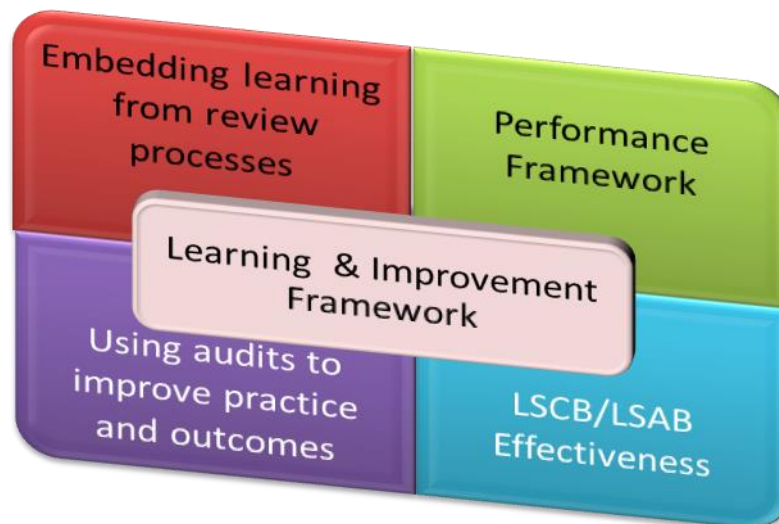 Embedding learning
from review
processes
Performance
Framework
Learning & Improvement
Framework
Using audits to
improve practice
and outcomes
LSCB/LSAB
Effectiveness